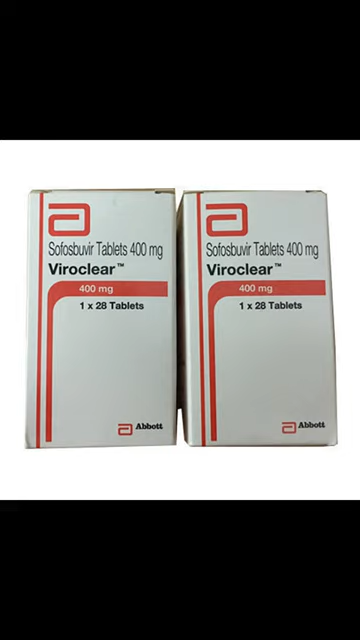 Sofosbuvir Tablets 400 mg
Viroclear™
400 mg
1 x 28 Tablets
Abbott
Sofosbuvir Tablets 400 mg
Viroclear™
400 mg
1 x 28 Tablets
Abbott